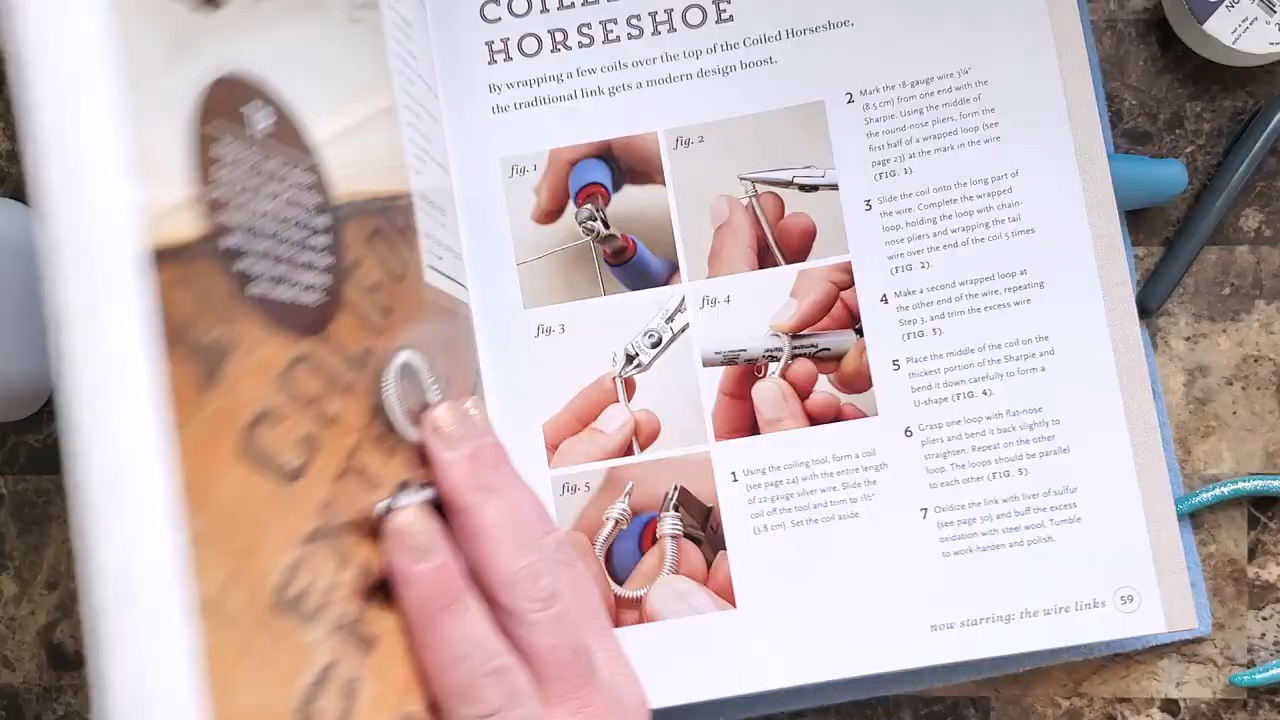 HORSESHOE
By wrapping a few coils over the top of the Coiled Horseshoe,
the traditional link gets a modern design boost.
fig. 1
fig. 2
fig. 3
fig. 4
fig. 5
1 Using the coiling tool, form a coil
(see page 24) with the entire length
of 22-gauge silver wire. Slide the
coil off the tool and trim to 1½"
(3.8 cm). Set the coil aside.
2 Mark the 18-gauge wire 3¼"
(8.5 cm) from one end with the
Sharpie. Using the middle of
the round-nose pliers, form the
first half of a wrapped loop (see
page 23) at the mark in the wire
(FIG. 1).
3 Slide the coil onto the long part of
the wire. Complete the wrapped
loop, holding the loop with chain-
nose pliers and wrapping the tail
wire over the end of the coil 5 times
(FIG. 2).
4 Make a second wrapped loop at
the other end of the wire, repeating
Step 3, and trim the excess wire
(FIG. 3).
5 Place the middle of the coil on the
thickest portion of the Sharpie and
bend it down carefully to form a
U-shape (FIG. 4).
6 Grasp one loop with flat-nose
pliers and bend it back slightly to
straighten. Repeat on the other
loop. The loops should be parallel
to each other (FIG. 5).
7 Oxidize the link with liver of sulfur
(see page 30) and buff the excess
oxidation with steel wool. Tumble
to work-harden and polish.
now starring: the wire links 59